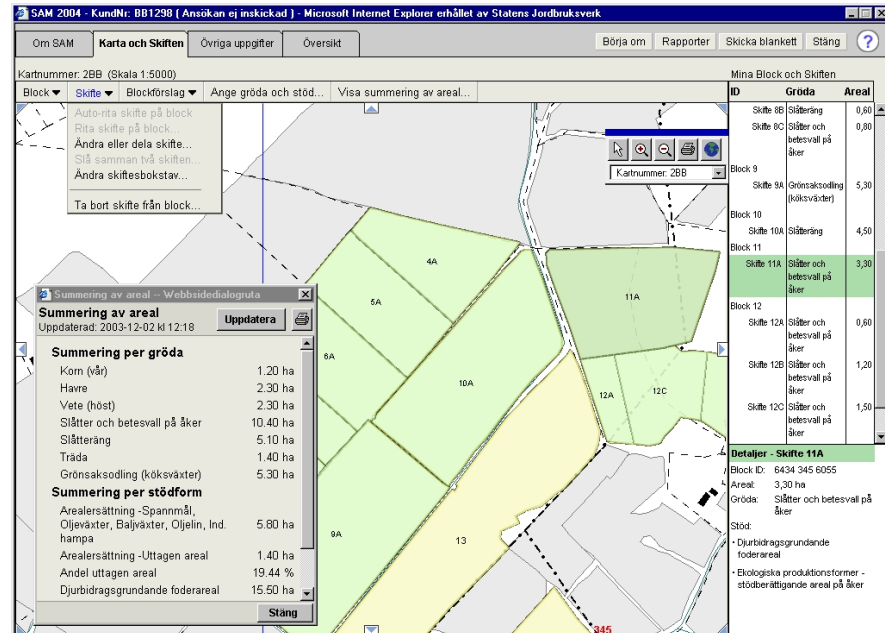 SAM 2004 - KundNr: BB1298 ( Ansökan ej inskickad ) - Microsoft Internet Explorer erhållet av Statens Jordbruksverk
Om SAM Karta och Skiften Övriga uppgifter Översikt Börja om Rapporter Skicka blankett Stäng ?
Kartnummer: 2BB (Skala 1:5000)
Block Skifte Blockförslag Ange gröda och stöd... Visa summering av areal...
Auto-rita skifte på block
Rita skifte på block...
Ändra eller dela skifte...
Slå samman två skiften...
Ändra skiftesbokstav...
Ta bort skifte från block...
Kartnummer: 2BB
4A
5A
6A
10A
11A
12A
12C
9A
13
345
Summering av areal -- Webbsidedialogruta
Summering av areal
Uppdaterad: 2003-12-02 kl 12:18
Uppdatera
Summering per gröda
Korn (vår) 1.20 ha
Havre 2.30 ha
Vete (höst) 2.30 ha
Slåtter och betesvall på åker 10.40 ha
Slåtteräng 5.10 ha
Träda 1.40 ha
Grönsaksodling (köksväxter) 5.30 ha
Summering per stödform
Arealersättning -Spannmål,
Oljeväxter, Baljväxter, Oljelin, Ind.
hampa 5.80 ha
Arealersättning -Uttagen areal 1.40 ha
Andel uttagen areal 19.44 %
Djurbidragsgrundande foderareal 15.50 ha
Stäng
Mina Block och Skiften
ID Gröda Areal
Skifte 8B Slåtteräng 0,60
Skifte 8C Slåtter och 0,80
betesvall på
åker
Block 9
Skifte 9A Grönsaksodling 5,30
(köksväxter)
Block 10
Skifte 10A Slåtteräng 4,50
Block 11
Skifte 11A Slåtter och 3,30
betesvall på
åker
Block 12
Skifte 12A Slåtter och 0,60
betesvall på
åker
Skifte 12B Slåtter och 1,20
betesvall på
åker
Skifte 12C Slåtter och 1,50
betesvall på
åker
Detaljer - Skifte 11A
Block ID: 6434 345 6055
Areal: 3,30 ha
Gröda: Slåtter och betesvall på
åker
Stöd:
· Djurbidragsgrundande
foderareal
· Ekologiska produktionsformer -
stödberättigande areal på åker